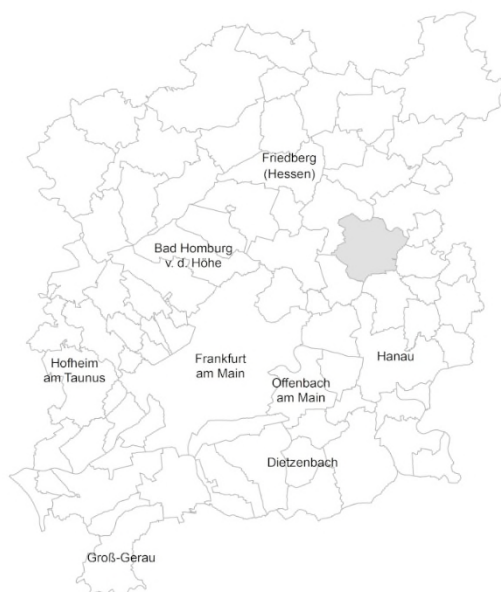 Friedberg
(Hessen)
Bad Homburg
v. d. Höhe
Hofheim
am Taunus
Frankfurt
am Main
Hanau
Offenbach
am Main
Dietzenbach
Groß-Gerau